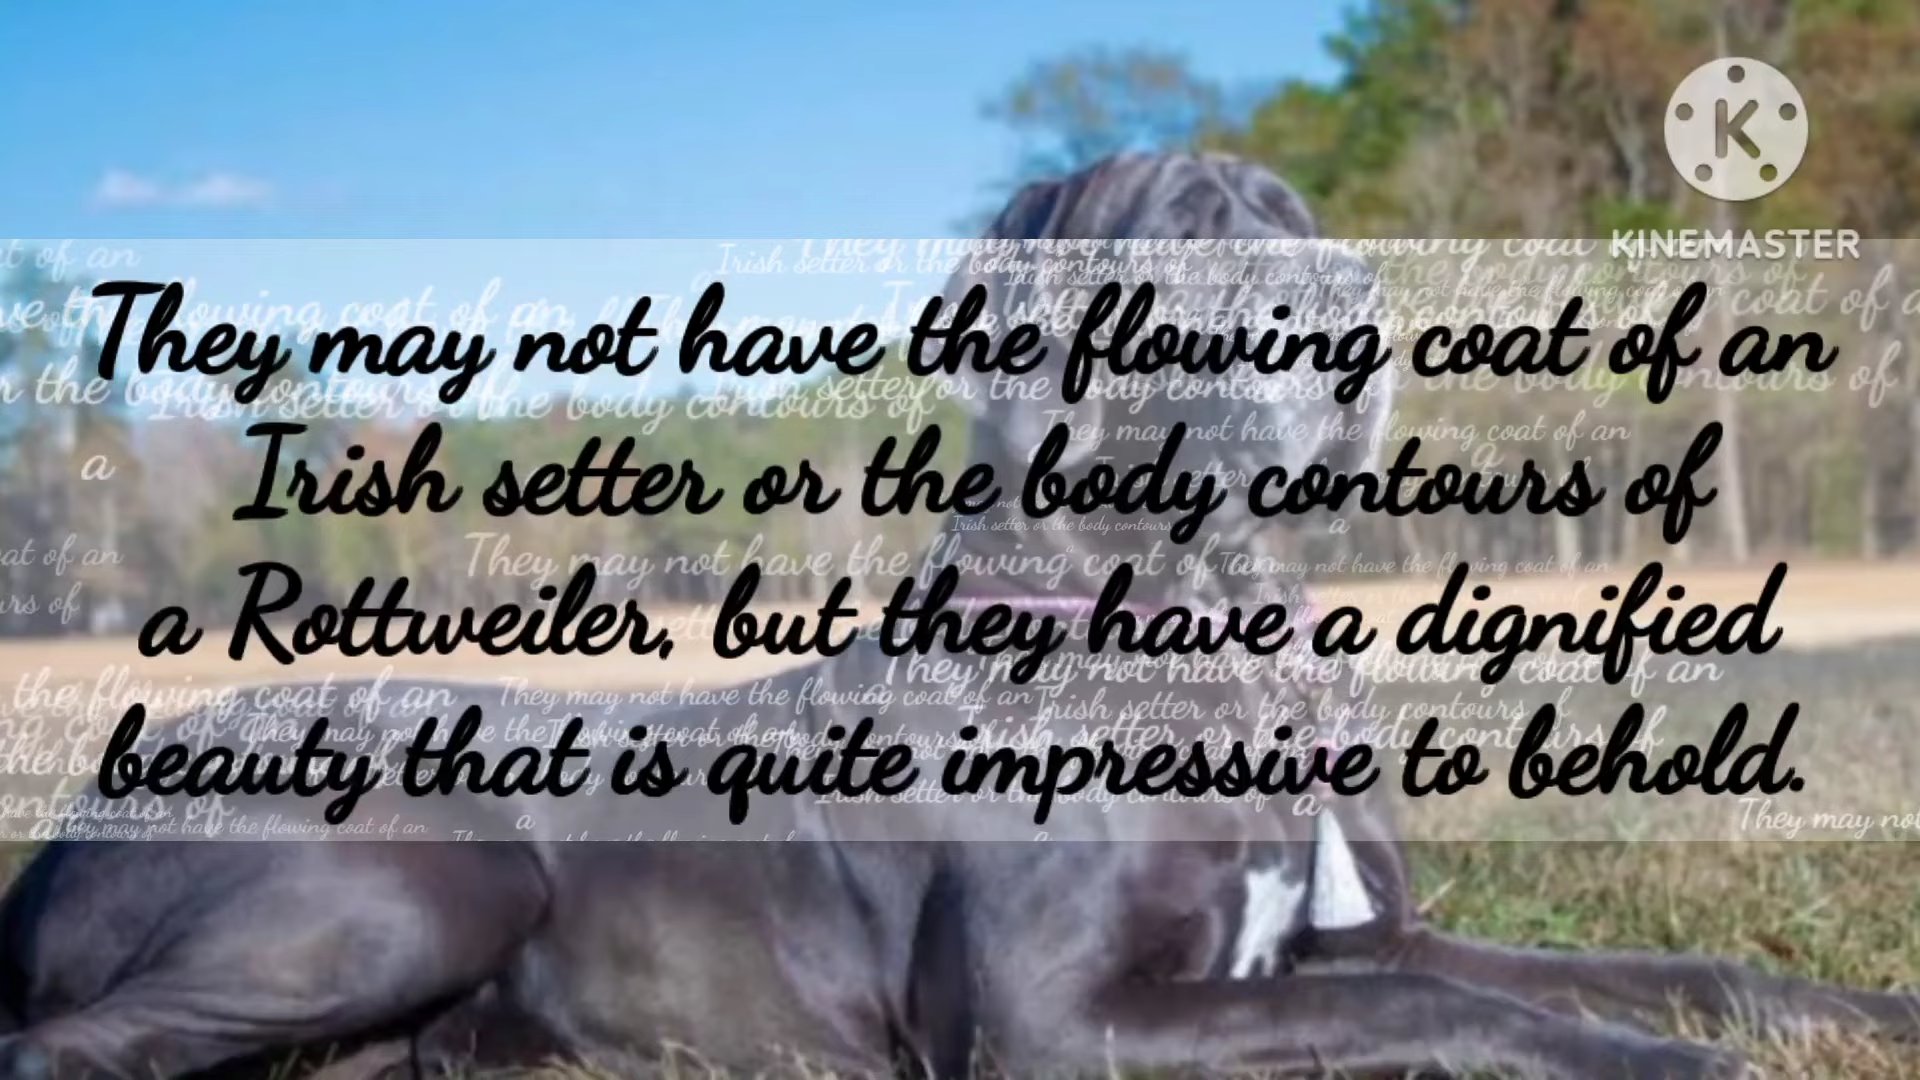 KINEMASTER
They may not have the flowing coat of an
Irish setter or the body contours of
a Rottweiler, but they have a dignified
beauty that is quite impressive to behold.